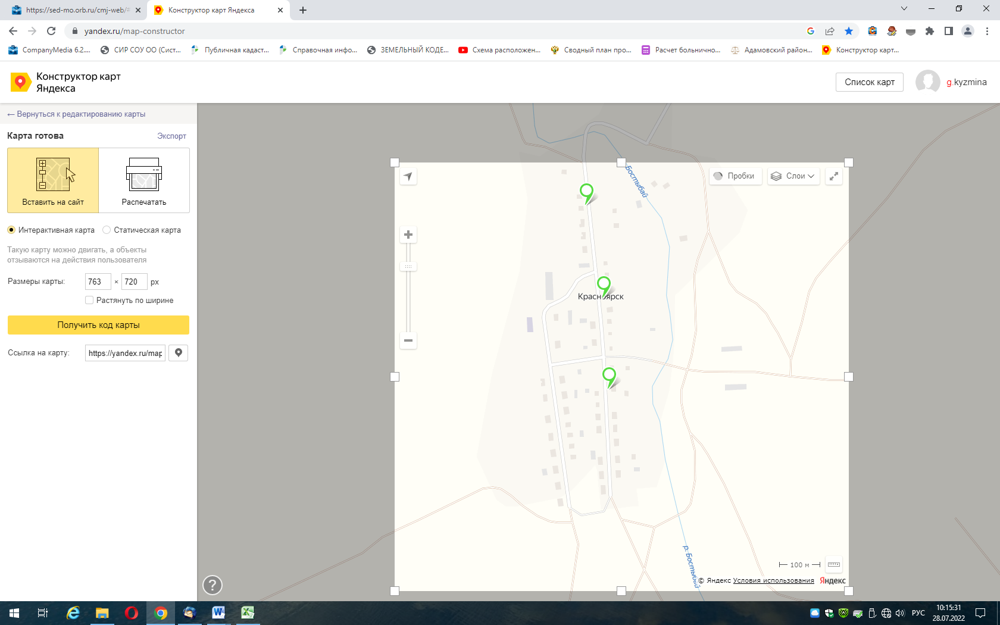 https://sed-mo.orb.ru/cmj-web/#
Конструктор карт Яндекса
yandex.ru/map-constructor
CompanyMedia 6.2....
СИР СОУ ОО (Сист...
Публичная кадаст...
Справочная инфо...
ЗЕМЕЛЬНЫЙ КОДЕ...
Схема расположен...
Сводный план про...
Расчет больнично...
Адамовский район...
Конструктор карт...
Конструктор карт
Яндекса
Список карт
g.kyzmina
← Вернуться к редактированию карты
Карта готова
Экспорт
Вставить на сайт
Распечатать
Интерактивная карта
Статическая карта
Такую карту можно двигать, а объекты
отзываются на действия пользователя
Размеры карты:
763 × 720 px
Растянуть по ширине
Получить код карты
Ссылка на карту:
https://yandex.ru/map
Пробки
Слои
Бостыбай
Красноярск
р. Бостыбай
100 м
© Яндекс Условия использования
Яндекс
?
РУС
10:15:31
28.07.2022